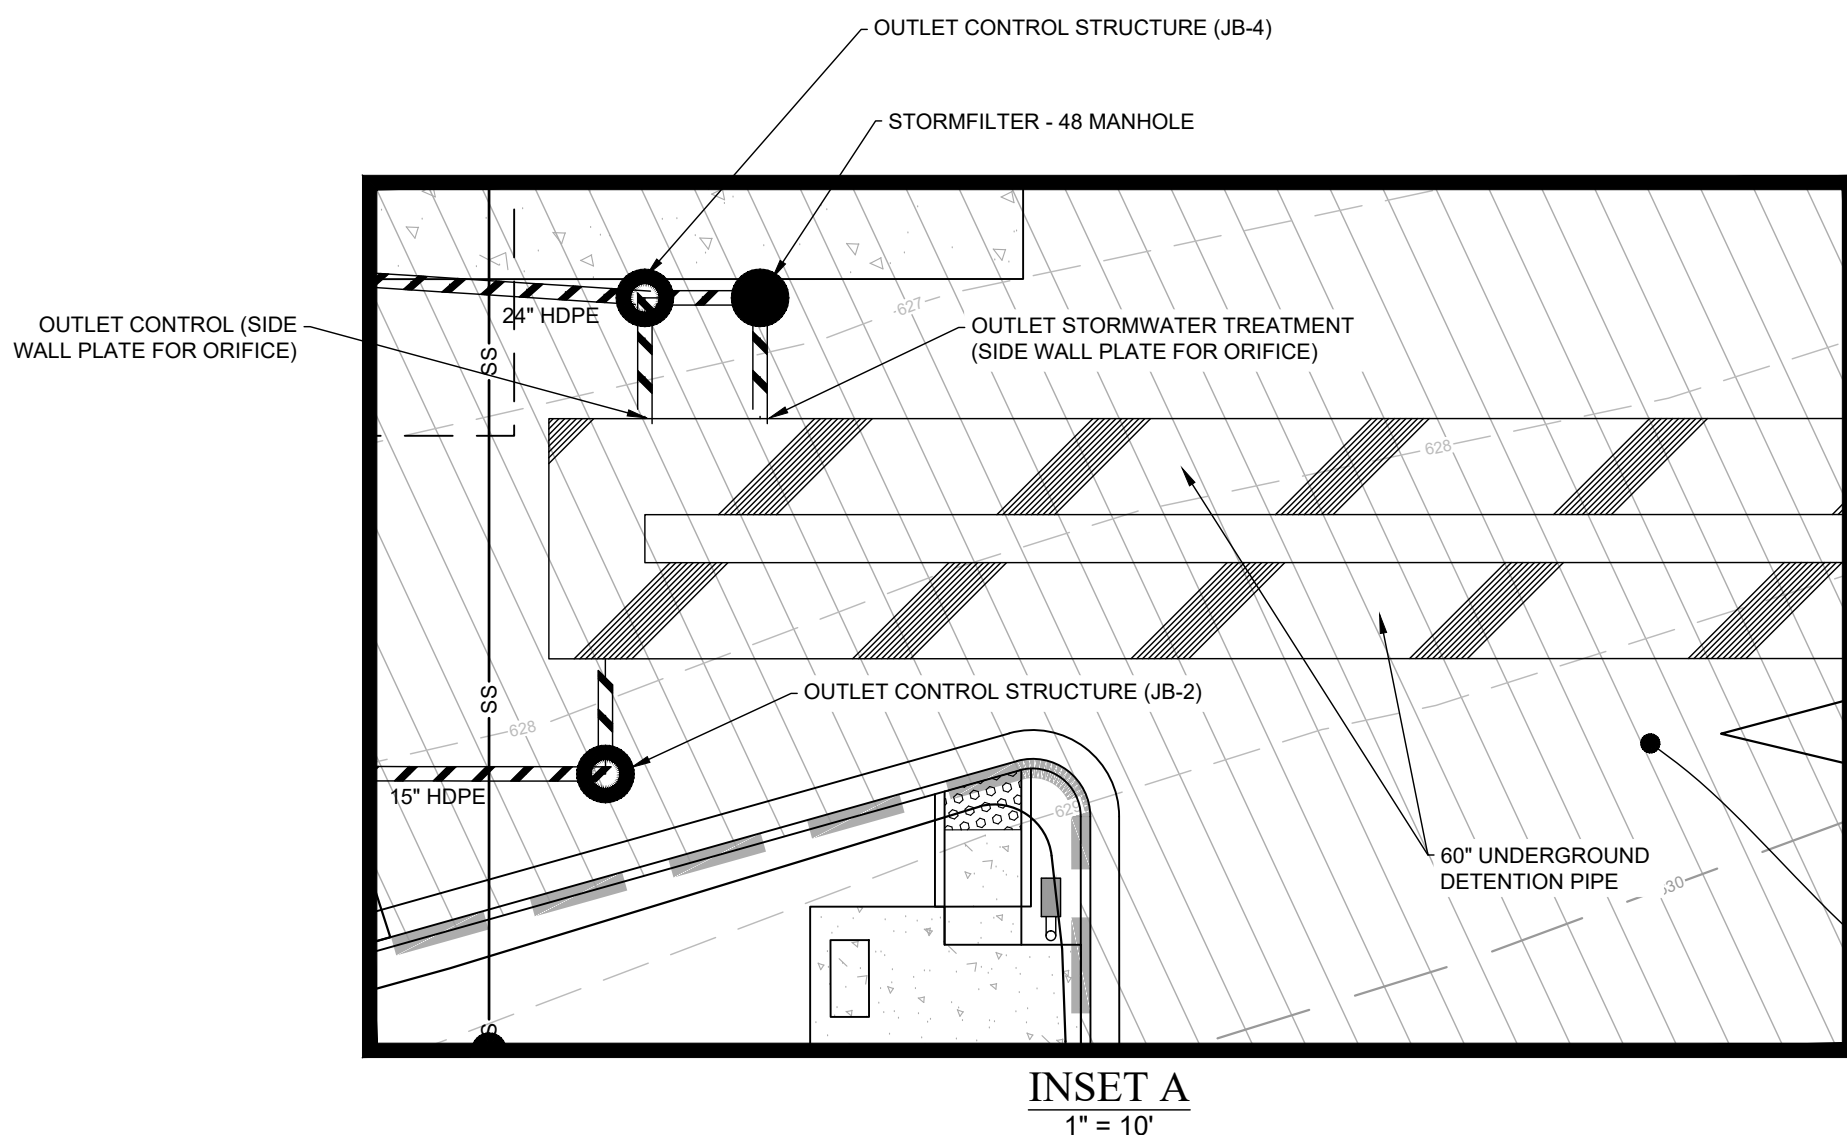 OUTLET CONTROL STRUCTURE (JB-4)
STORMFILTER - 48 MANHOLE
627
24" HDPE
OUTLET CONTROL (SIDE
WALL PLATE FOR ORIFICE)
OUTLET STORMWATER TREATMENT
(SIDE WALL PLATE FOR ORIFICE)
SS
628
SS
OUTLET CONTROL STRUCTURE (JB-2)
628
15" HDPE
629
60" UNDERGROUND
DETENTION PIPE
INSET A
1" = 10'